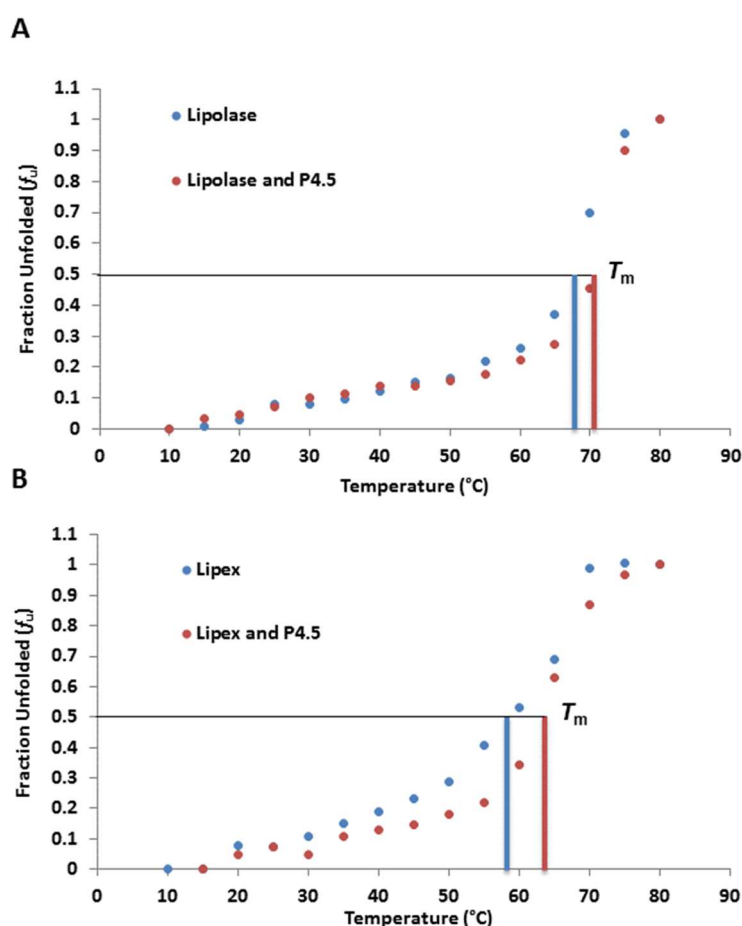 A
1.1
1
0.9
0.8
0.7
0.6
0.5
0.4
0.3
0.2
0.1
0
Fraction Unfolded (fu)
Lipolase
Lipolase and P4.5
Tm
0 10 20 30 40 50 60 70 80 90
Temperature (°C)
B
1.1
1
0.9
0.8
0.7
0.6
0.5
0.4
0.3
0.2
0.1
0
Fraction Unfolded (fu)
Lipex
Lipex and P4.5
Tm
0 10 20 30 40 50 60 70 80 90
Temperature (°C)